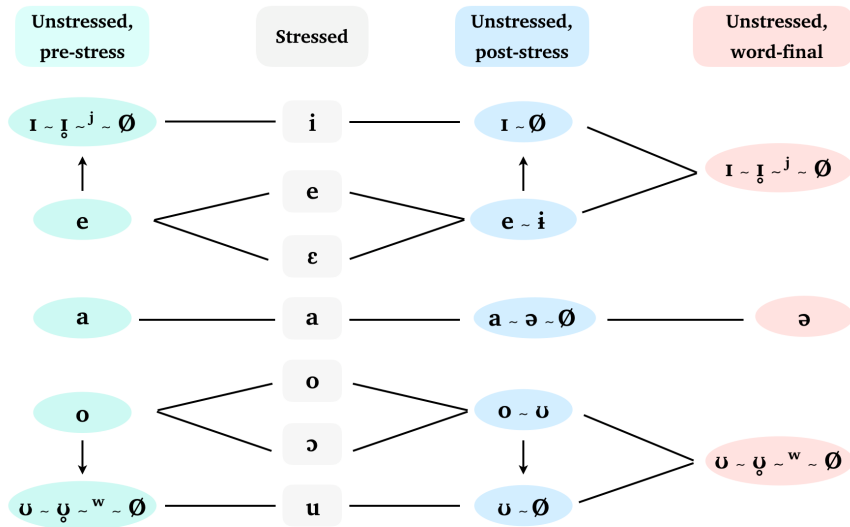 Unstressed,
pre-stress
Stressed
Unstressed,
post-stress
Unstressed,
word-final
ɪ ~ ɪ̥ ~ ʲ ~ Ø
i
ɪ ~ Ø
ɪ ~ ɪ̥ ~ ʲ ~ Ø
e
e
e ~ ɨ
ɛ
a
a
a ~ ə ~ Ø
ə
o
o
o ~ ʊ
ɔ
ʊ ~ ʊ̥ ~ ʷ ~ Ø
ʊ ~ ʊ̥ ~ ʷ ~ Ø
u
ʊ ~ Ø